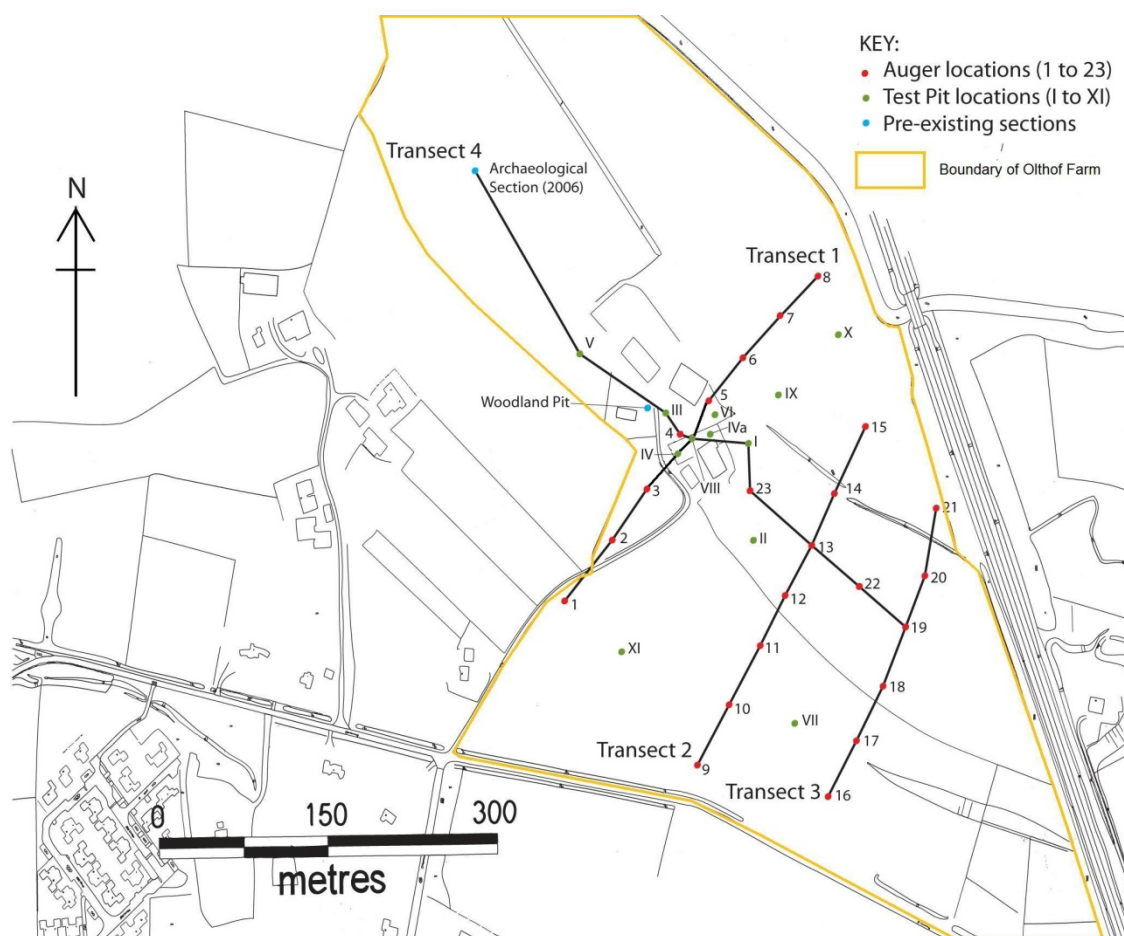 KEY:
Auger locations (1 to 23)
Test Pit locations (I to XI)
Pre-existing sections
Boundary of Olthof Farm
Transect 4
Archaeological
Section (2006)
N
Transect 1
8
7
X
V
6
IX
Woodland Pit
5
III
VI
15
4
IVa
I
IV
3
VIII
23
14
21
2
II
13
20
22
12
1
19
XI
11
18
10
VII
17
Transect 2
9
Transect 3
16
0
150
300
metres